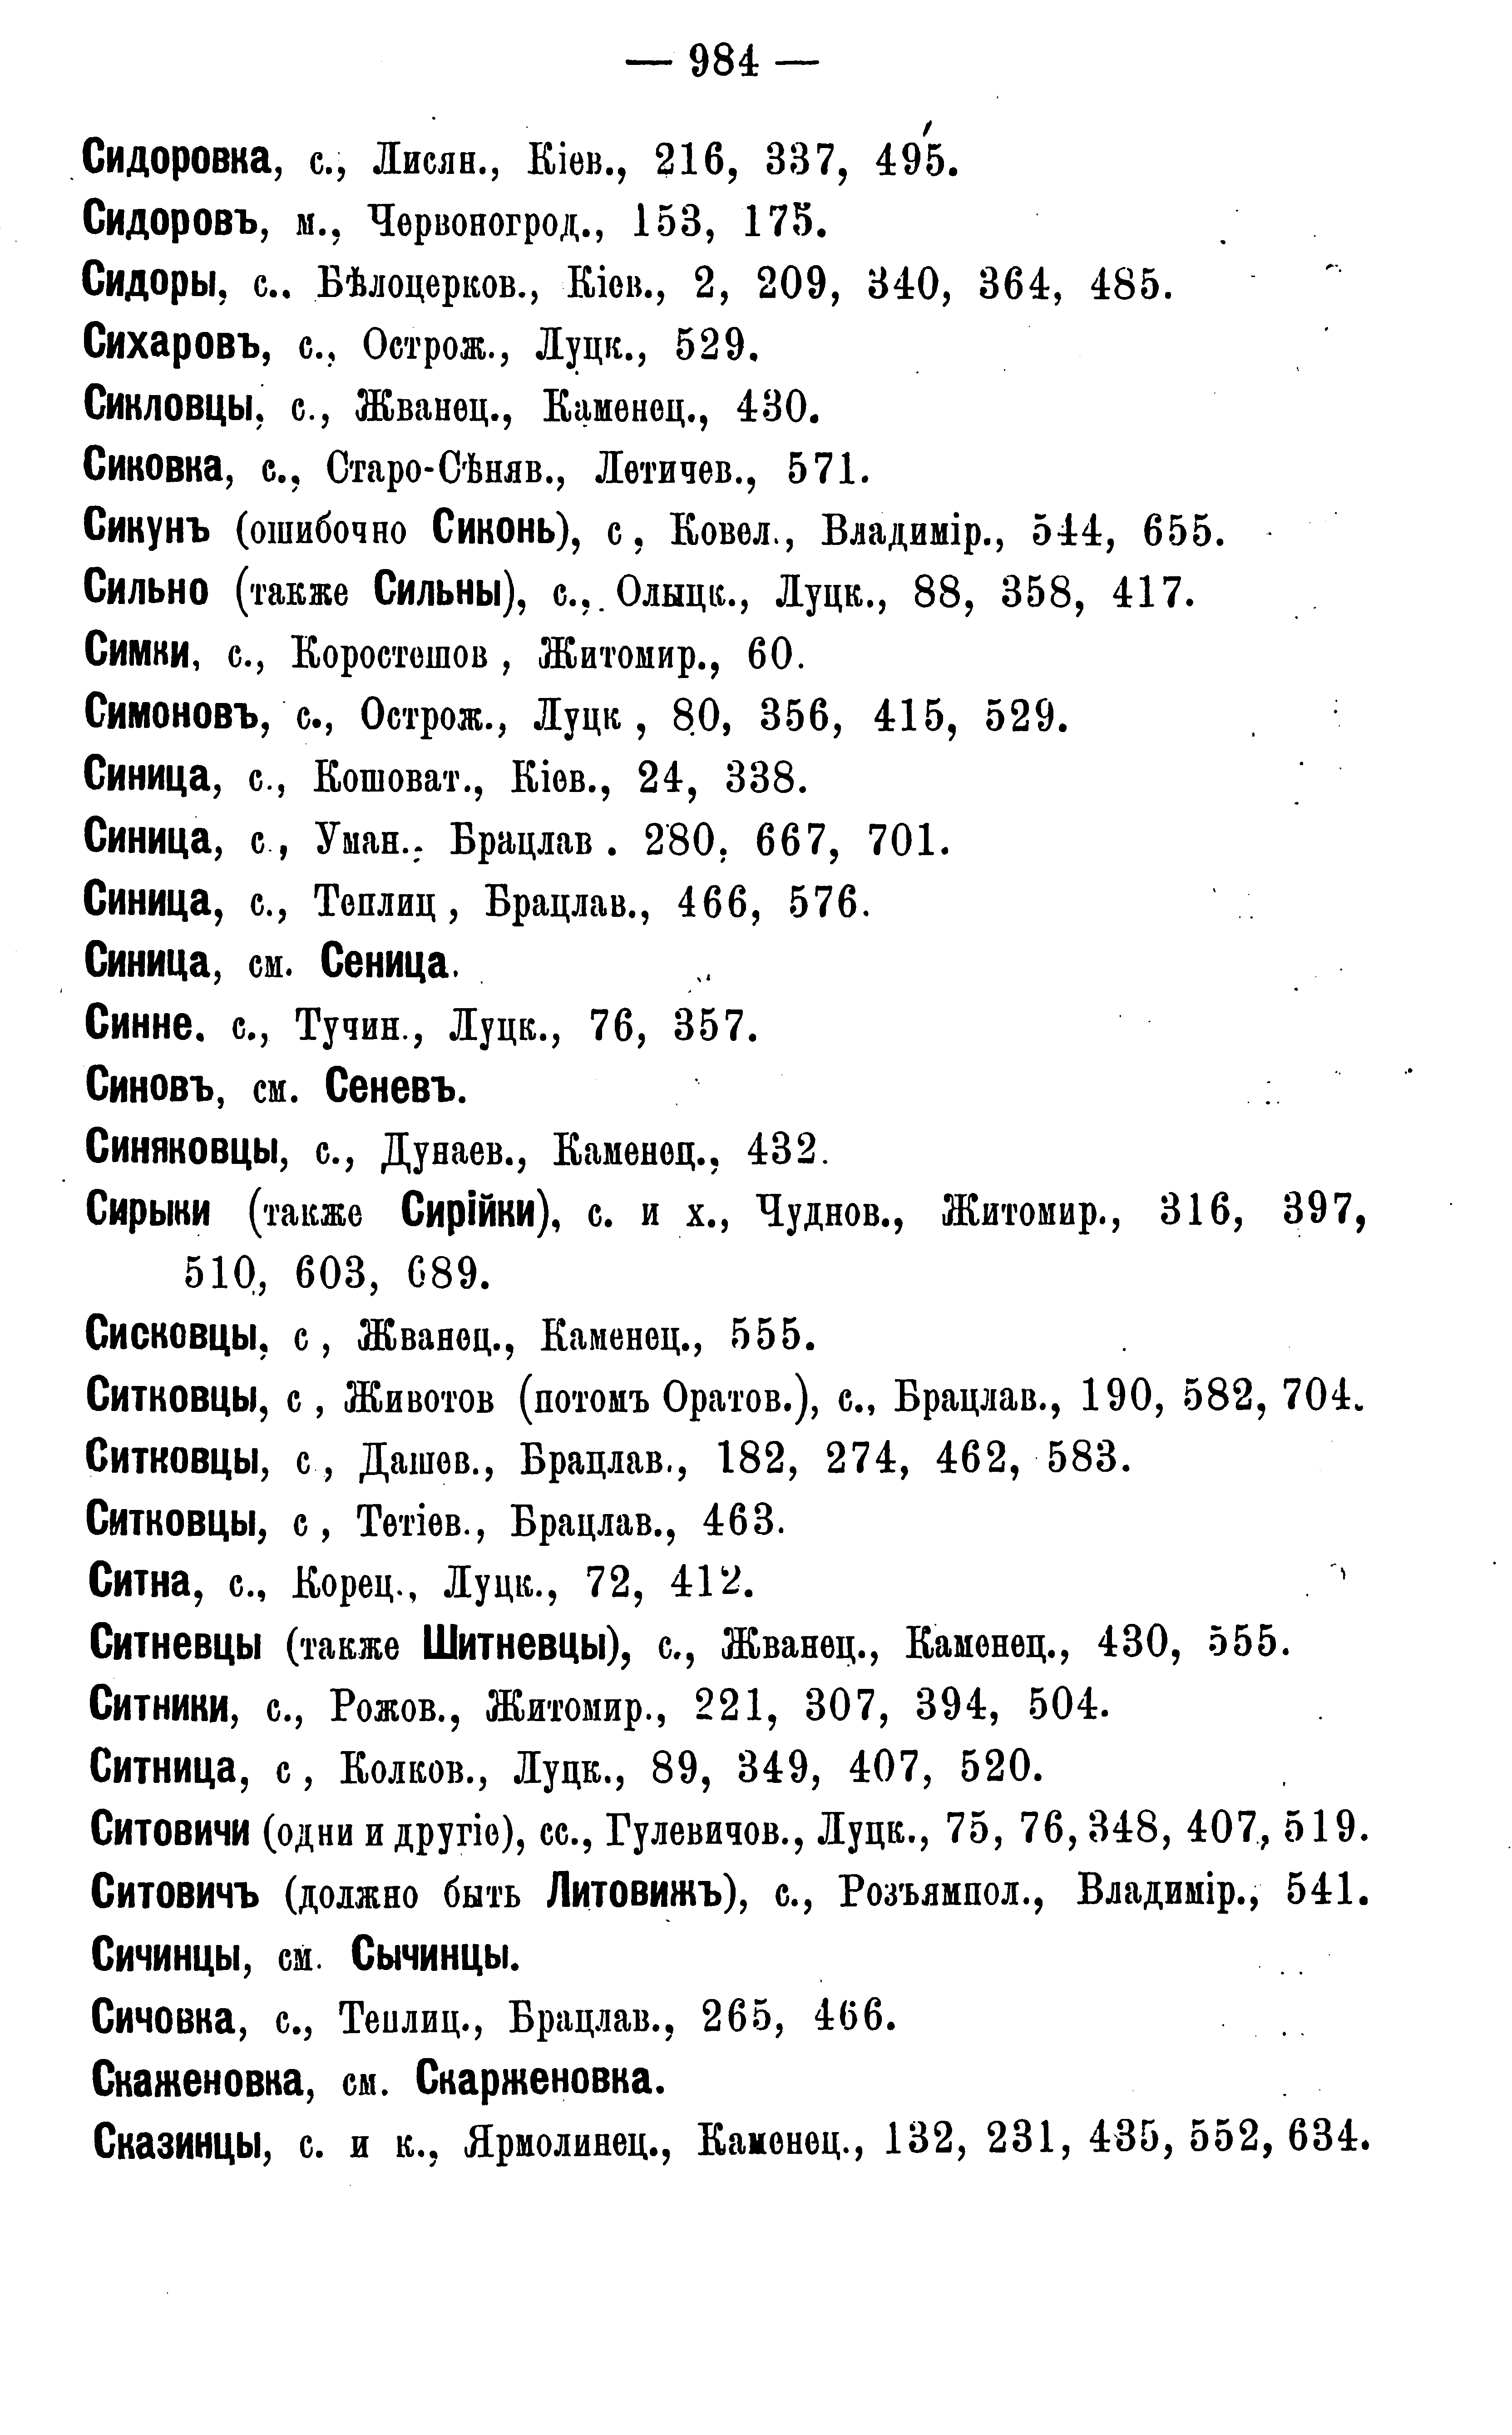 — 984 —
Сидоровка, с., Лисян., Кіев., 216, 337, 495.
Сидоровъ, м., Червоногрод., 153, 175.
Сидоры, с.. Бѣлоцерков., Кіев., 2, 209, 340, 364, 485.
Сихаровъ, с., Острож., Луцк., 529.
Сикловцы, с., Жванец., Каменец., 430.
Сиковка, с., Старо-Сѣняв., Летичев., 571.
Сикунъ (ошибочно Сиконь), с, Ковел., Владимір., 544, 655.
Сильно (также Сильны), с., Олыцк., Луцк., 88, 358, 417.
Симки, с., Коростешов, Житомир., 60.
Симоновъ, с., Острож., Луцк, 80, 356, 415, 529.
Синица, с., Кошоват., Кіев., 24, 338.
Синица, с., Уман., Брацлав. 280, 667, 701.
Синица, с., Теплиц, Брацлав., 466, 576.
Синица, см. Сеница.
Синне. с., Тучин., Луцк., 76, 357.
Синовъ, см. Сеневъ.
Синяковцы, с., Дунаев., Каменец., 432.
Сирыки (также Сирійки), с. и х., Чуднов., Житомир., 316, 397,
510, 603, 689.
Сисковцы, с, Жванец., Каменец., 555.
Ситковцы, с, Животов (потомъ Оратов.), с., Брацлав., 190, 582, 704.
Ситковцы, с., Дашев., Брацлав., 182, 274, 462, 583.
Ситковцы, с, Тетіев., Брацлав., 463.
Ситна, с., Корец., Луцк., 72, 412.
Ситневцы (также Шитневцы), с., Жванец., Каменец., 430, 555.
Ситники, с., Рожов., Житомир., 221, 307, 394, 504.
Ситница, с, Колков., Луцк., 89, 349, 407, 520.
Ситовичи (одни и другіе), сс., Гулевичов., Луцк., 75, 76, 348, 407, 519.
Ситовичъ (должно быть Литовижъ), с., Розъямпол., Владимір., 541.
Сичинцы, см. Сычинцы.
Сичовка, с., Теплиц., Брацлав., 265, 466.
Скаженовка, см. Скарженовка.
Сказинцы, с. и к., Ярмолинец., Каменец., 132, 231, 435, 552, 634.